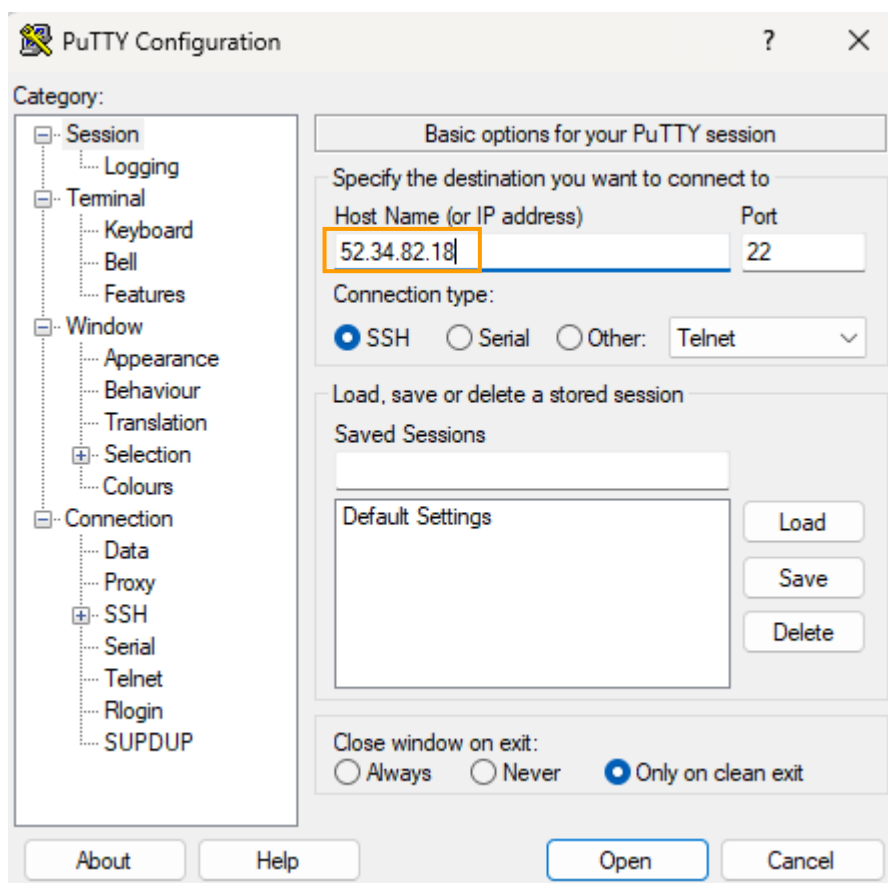 PuTTY Configuration ? ×
Category:
Session
Logging
Terminal
Keyboard
Bell
Features
Window
Appearance
Behaviour
Translation
Selection
Colours
Connection
Data
Proxy
SSH
Serial
Telnet
Rlogin
SUPDUP
Basic options for your PuTTY session
Specify the destination you want to connect to
Host Name (or IP address) Port
52.34.82.18 22
Connection type:
SSH Serial Other: Telnet
Load, save or delete a stored session
Saved Sessions
Default Settings
Load
Save
Delete
Close window on exit:
Always Never Only on clean exit
About Help Open Cancel